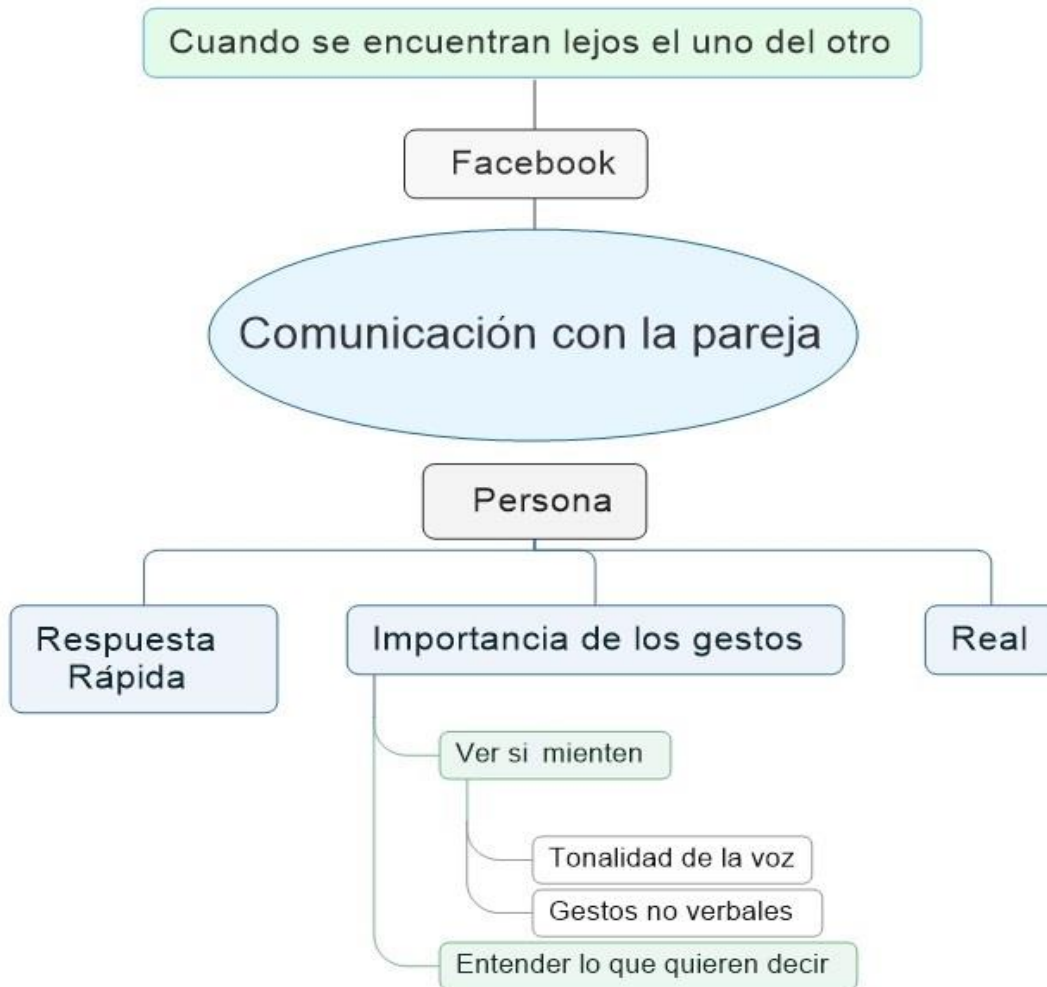 Cuando se encuentran lejos el uno del otro
Facebook
Comunicación con la pareja
Persona
Respuesta
Rápida
Importancia de los gestos
Real
Ver si mienten
Tonalidad de la voz
Gestos no verbales
Entender lo que quieren decir